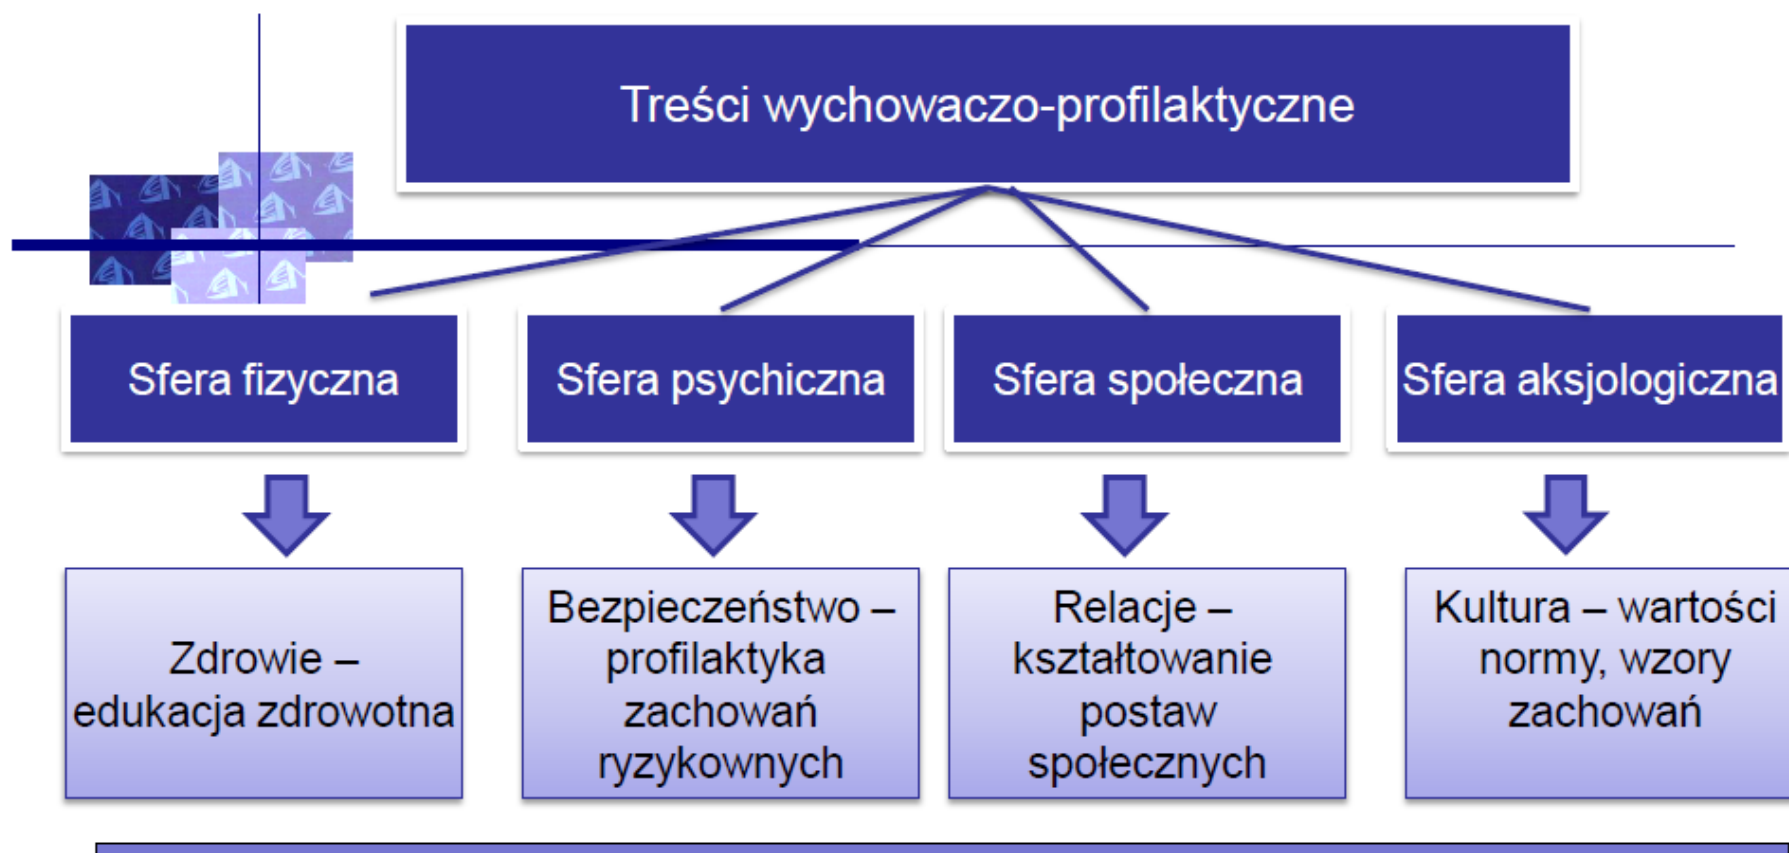 Treści wychowaczo-profilaktyczne
Sfera fizyczna
Sfera psychiczna
Sfera społeczna
Sfera aksjologiczna
Zdrowie –
edukacja zdrowotna
Bezpieczeństwo –
profilaktyka
zachowań
ryzykownych
Relacje –
kształtowanie
postaw
społecznych
Kultura – wartości
normy, wzory
zachowań